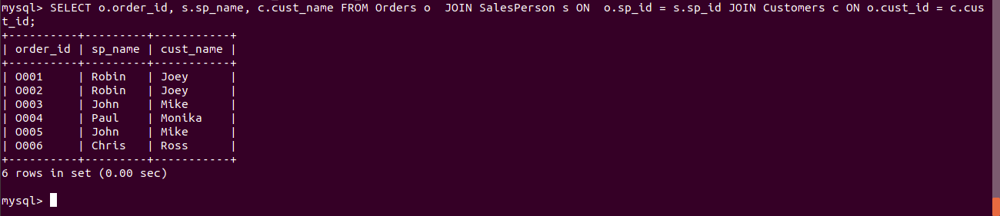 mysql> SELECT o.order_id, s.sp_name, c.cust_name FROM Orders o  JOIN SalesPerson s ON  o.sp_id = s.sp_id JOIN Customers c ON o.cust_id = c.cus
t_id;
+----------+---------+-----------+
| order_id | sp_name | cust_name |
+----------+---------+-----------+
| O001     | Robin   | Joey      |
| O002     | Robin   | Joey      |
| O003     | John    | Mike      |
| O004     | Paul    | Monika    |
| O005     | John    | Mike      |
| O006     | Chris   | Ross      |
+----------+---------+-----------+
6 rows in set (0.00 sec)
mysql>